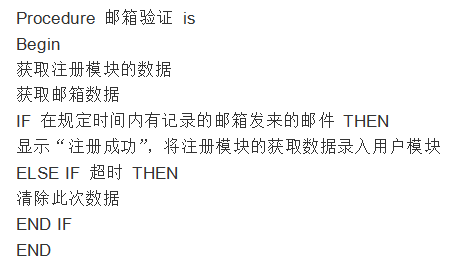 Procedure 邮箱验证 is
Begin
获取注册模块的数据
获取邮箱数据
IF 在规定时间内有记录的邮箱发来的邮件 THEN
显示“注册成功”，将注册模块的获取数据录入用户模块
ELSE IF 超时 THEN
清除此次数据
END IF
END